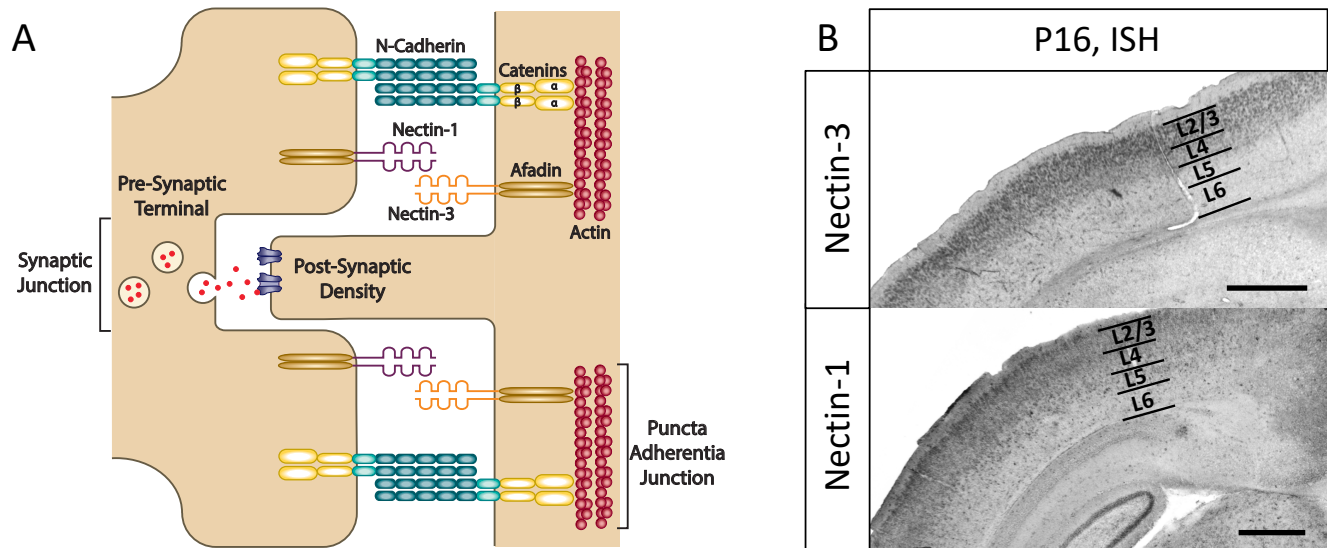 A
N-Cadherin
Catenins
β α
β α
Nectin-1
Afadin
Nectin-3
Actin
Pre-Synaptic
Terminal
Synaptic
Junction
Post-Synaptic
Density
Puncta
Adherentia
Junction
B
P16, ISH
Nectin-3
L2/3
L4
L5
L6
Nectin-1
L2/3
L4
L5
L6